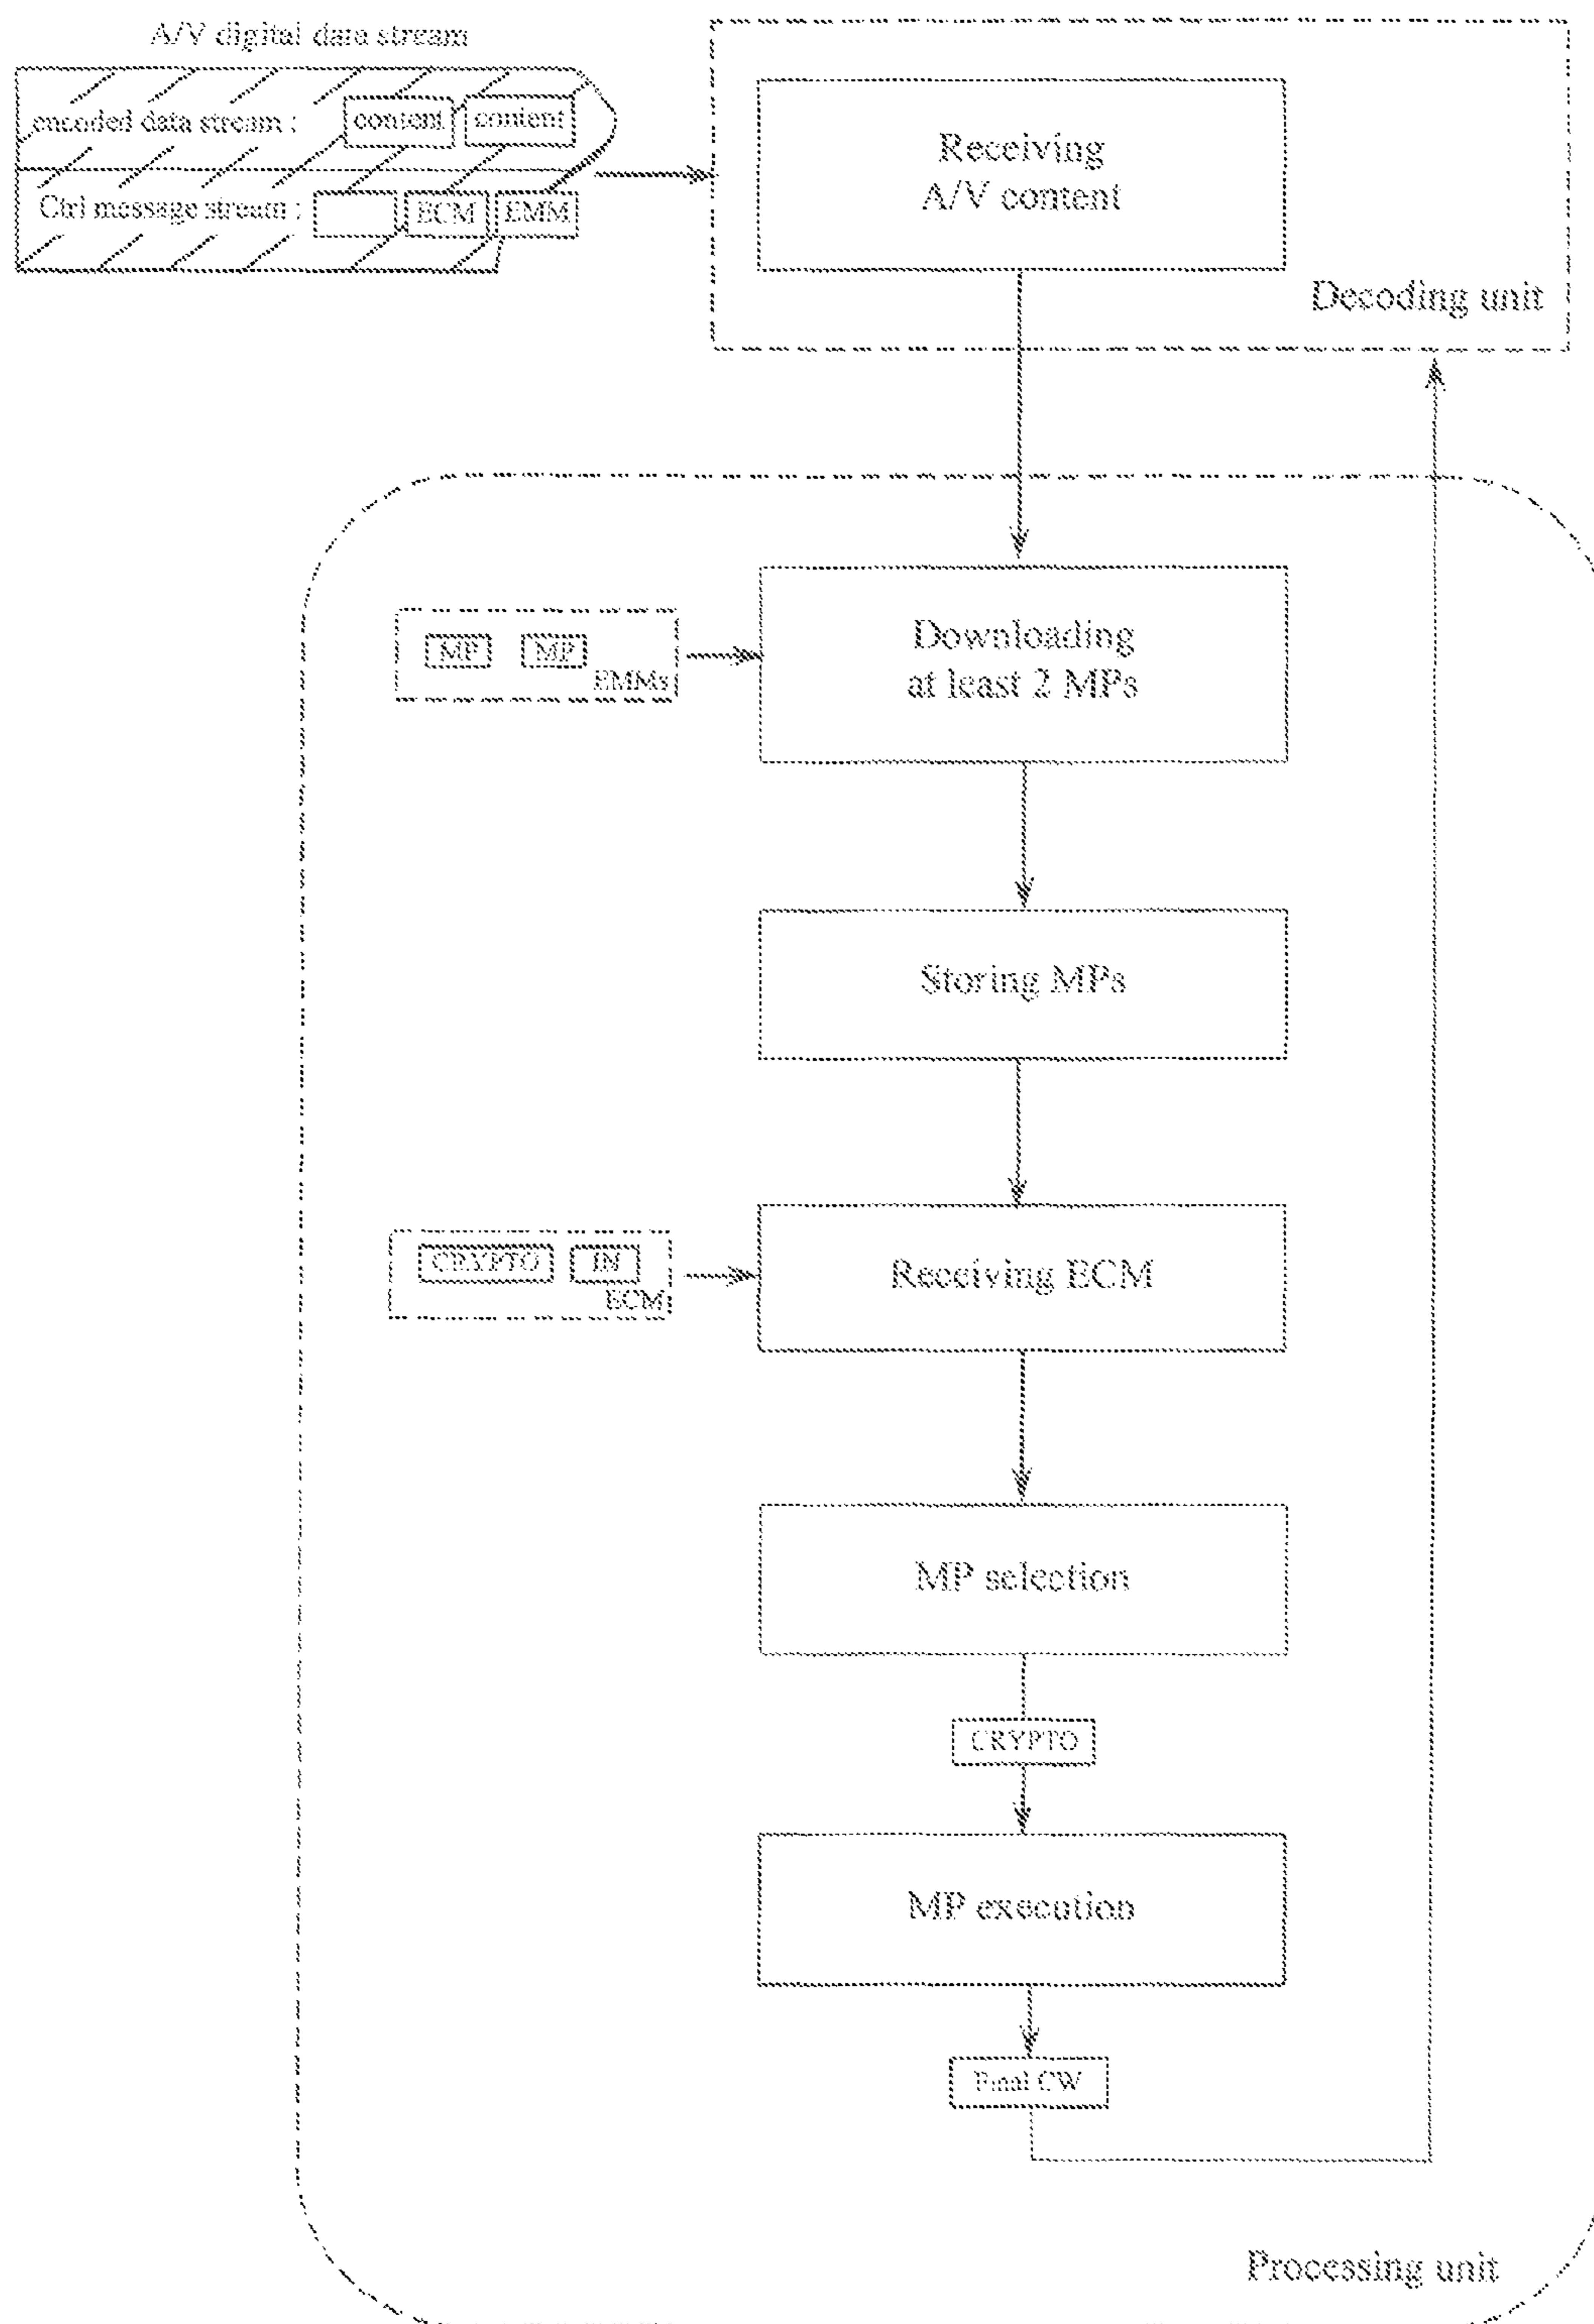 A/V digital data stream
encoded data stream : content content
Ctrl message stream : ECM EMM
Receiving
A/V content
Decoding unit
Downloading
at least 2 MPs
MP MP
EMMs
Storing MPs
Receiving ECM
CRYPTO IN
ECM
MP selection
CRYPTO
MP execution
Final CW
Processing unit